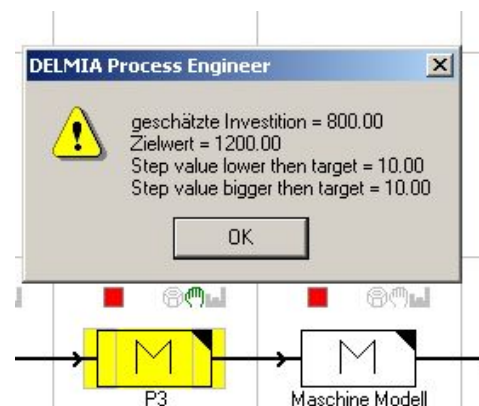 DELMIA Process Engineer
geschätzte Investition = 800.00
Zielwert = 1200.00
Step value lower then target = 10.00
Step value bigger then target = 10.00
OK
M
M
P3
Maschine Modell